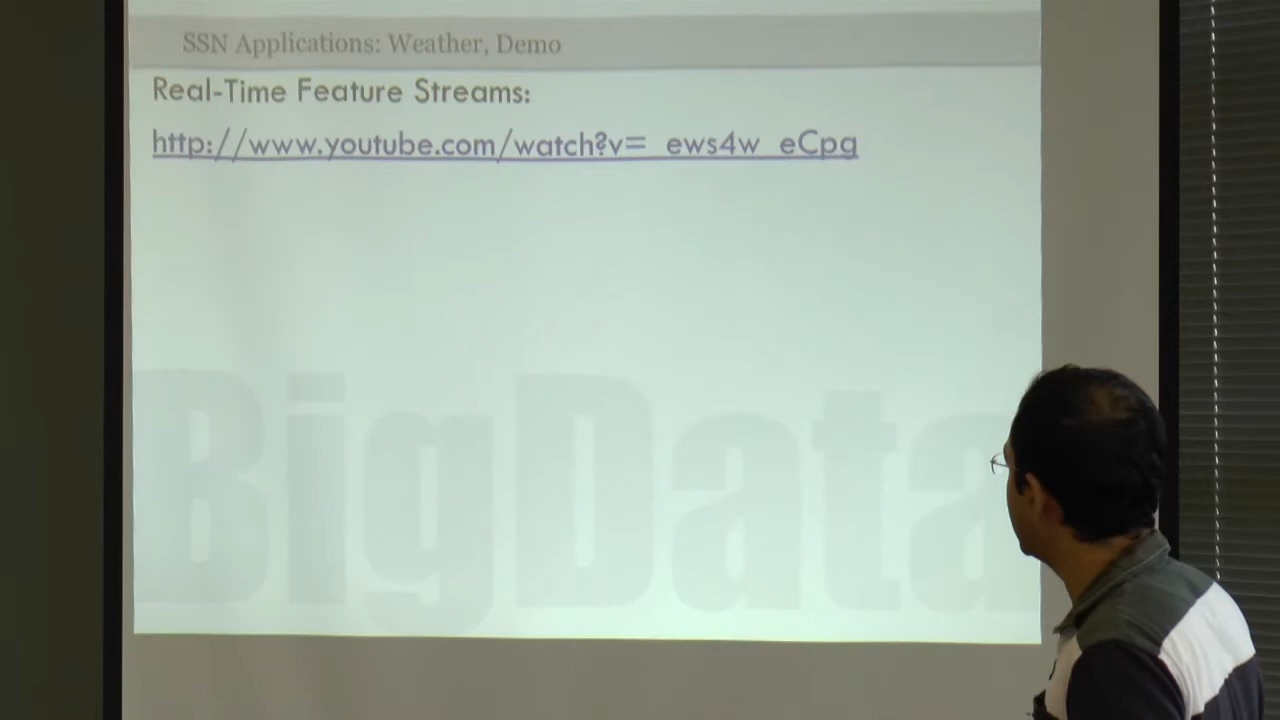 SSN Applications: Weather, Demo
Real-Time Feature Streams:
http://www.youtube.com/watch?v=_ews4w_eCpg
BigData